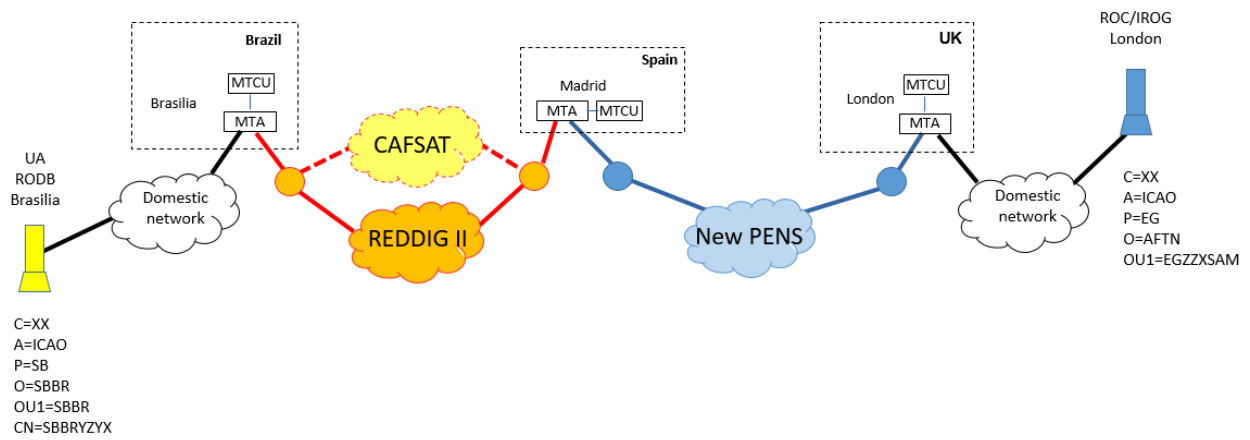 Brazil
MTCU
Brasilia
MTA
UA
RODB
Brasilia
Domestic
network
C=XX
A=ICAO
P=SB
O=SBBR
OU1=SBBR
CN=SBBRYZYX
CAFSAT
REDDIG II
Spain
Madrid
MTA
MTCU
New PENS
UK
MTCU
London
MTA
Domestic
network
ROC/IROG
London
C=XX
A=ICAO
P=EG
O=AFTN
OU1=EGZZXSAM